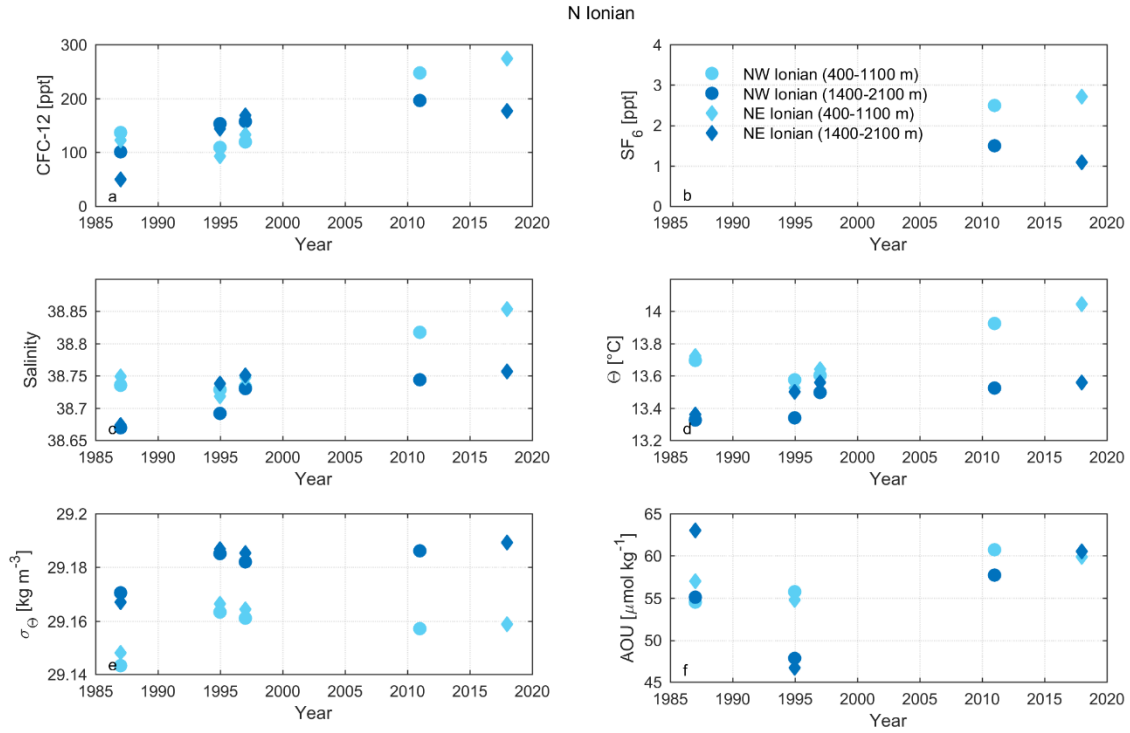 N Ionian
CFC-12 [ppt]
300
200
100
0
a
1985 1990 1995 2000 2005 2010 2015 2020
Year
SF6 [ppt]
4
3
2
1
0
NW Ionian (400-1100 m)
NW Ionian (1400-2100 m)
NE Ionian (400-1100 m)
NE Ionian (1400-2100 m)
b
1985 1990 1995 2000 2005 2010 2015 2020
Year
Salinity
38.85
38.8
38.75
38.7
38.65
c
1985 1990 1995 2000 2005 2010 2015 2020
Year
Θ [°C]
14
13.8
13.6
13.4
13.2
d
1985 1990 1995 2000 2005 2010 2015 2020
Year
σΘ [kg m-3]
29.2
29.18
29.16
29.14
e
1985 1990 1995 2000 2005 2010 2015 2020
Year
AOU [μmol kg-1]
65
60
55
50
45
f
1985 1990 1995 2000 2005 2010 2015 2020
Year